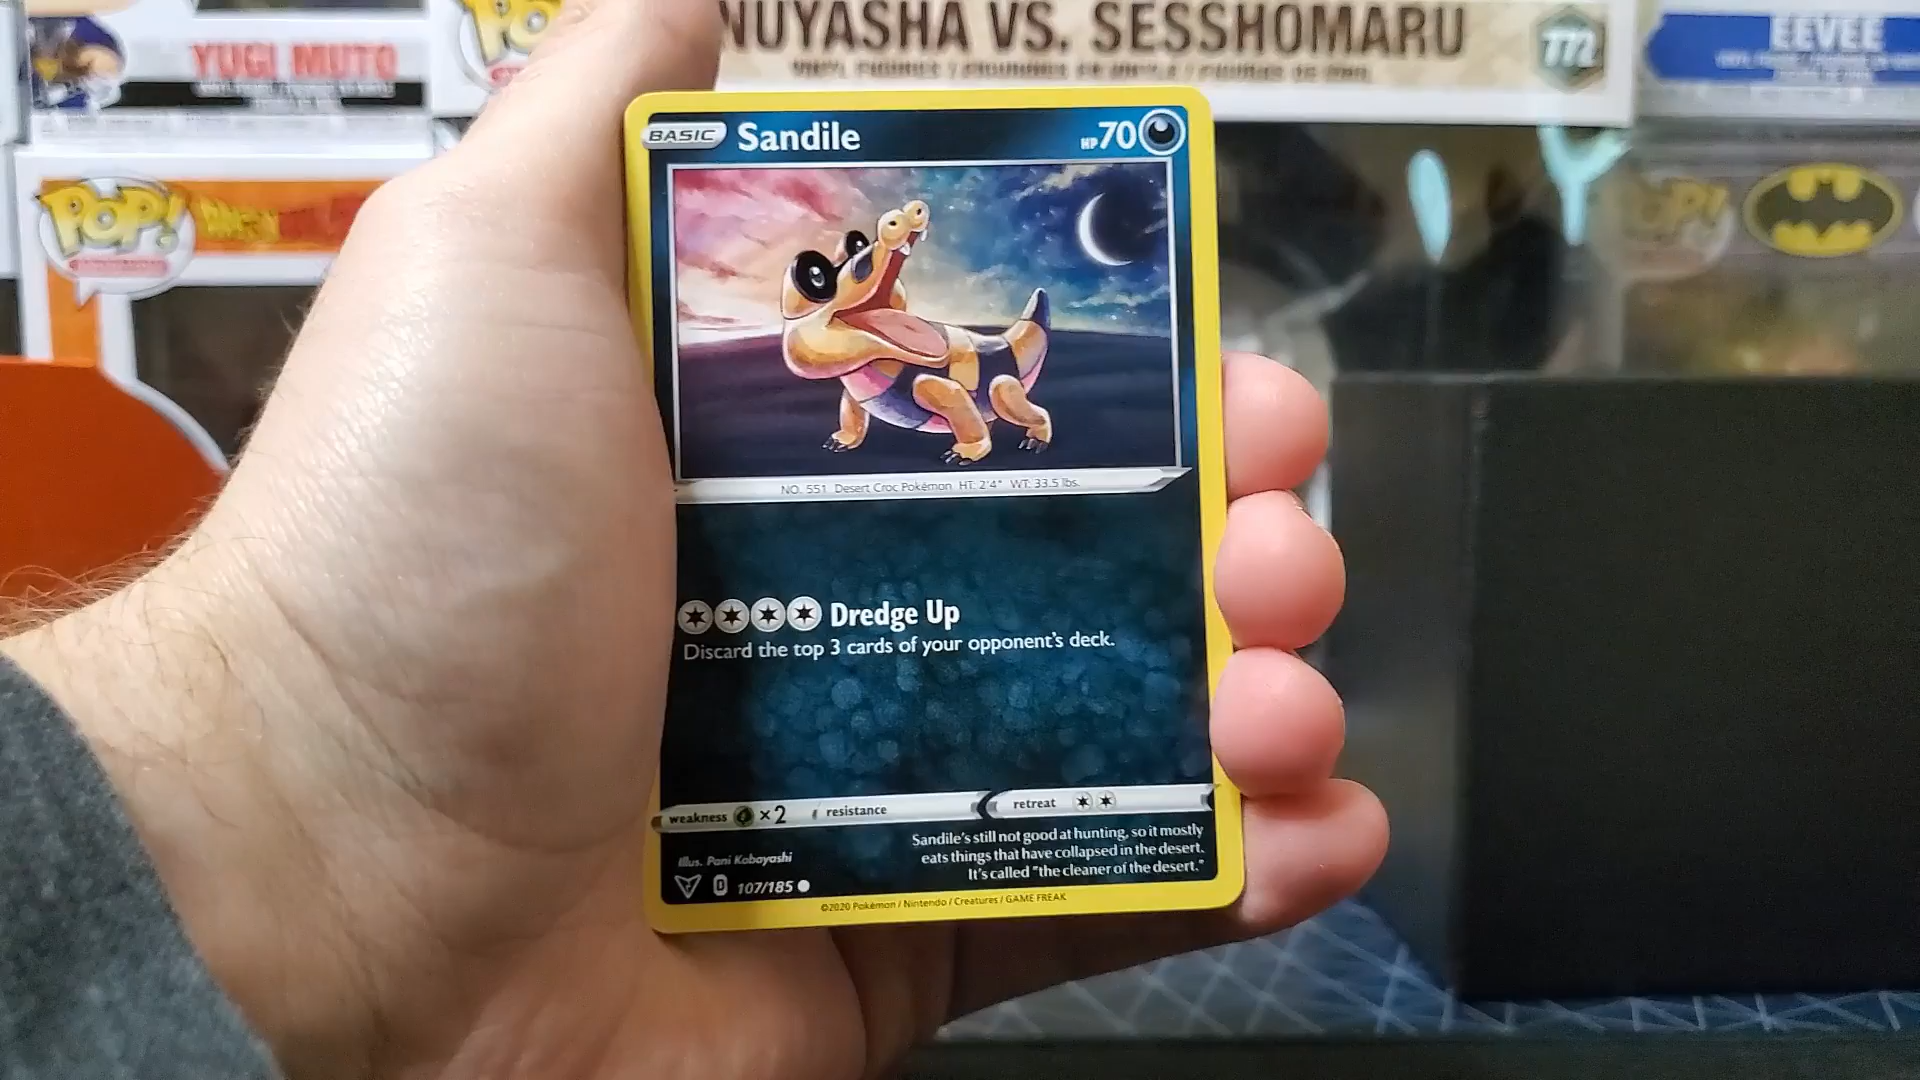 YUGI MUTO
NUYASHA VS. SESSHOMARU
772
EEVEE
POP!
BASIC Sandile HP 70
NO. 551 Desert Croc Pokémon HT: 2'4" WT: 33.5 lbs.
Dredge Up
Discard the top 3 cards of your opponent's deck.
weakness ×2 resistance retreat
Sandile's still not good at hunting, so it mostly
eats things that have collapsed in the desert.
It's called "the cleaner of the desert."
Illus. Pani Kobayashi
D 107/185
©2020 Pokémon / Nintendo / Creatures / GAME FREAK